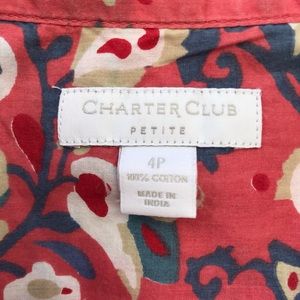 CHARTER CLUB
PETITE
4P
100% COTTON
MADE IN
INDIA